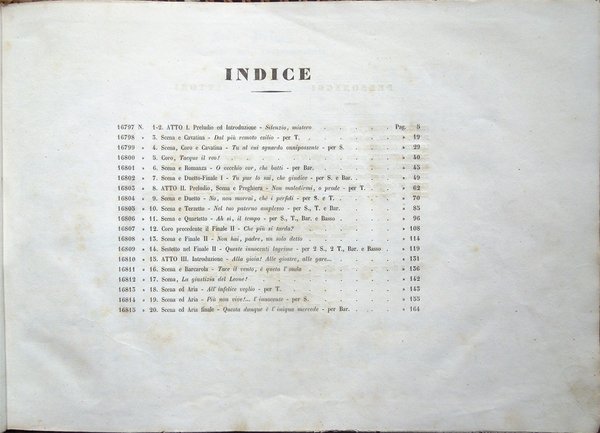 INDICE
16797 N. 1-2. ATTO I. Preludio ed Introduzione - Silenzio, mistero . . . . . . Pag. 5
16798 » 3. Scena e Cavatina - Dal più remoto esilio - per T. . . . . . . . » 19
16799 » 4. Scena, Coro e Cavatina - Tu al cui sguardo onnipossente - per S. . . . . . » 29
16800 » 5. Coro, Tacque il reo! . . . . . . . . . . » 40
16801 » 6. Scena e Romanza - O vecchio cor, che batti - per Bar. . . . . . . » 45
16802 » 7. Scena e Duetto-Finale I - Tu pur lo sai, che giudice - per S. e Bar. . . . . . » 49
16803 » 8. ATTO II. Preludio, Scena e Preghiera - Non maledirmi, o prode - per T. . . . . » 62
16804 » 9. Scena e Duetto - No, non morrai, chè i perfidi - per S. e T. . . . . . » 70
16805 » 10. Scena e Terzetto - Nel tuo paterno amplesso - per S., T. e Bar. . . . . . » 85
16806 » 11. Scena e Quartetto - Ah sì, il tempo - per S., T., Bar. e Basso . . . . . » 96
16807 » 12. Coro precedente il Finale II - Che più si tarda? . . . . . . . » 108
16808 » 13. Scena e Finale II - Non hai, padre, un solo detto . . . . . . . » 114
16809 » 14. Sestetto nel Finale II - Queste innocenti lagrime - per 2 S., 2 T., Bar. e Basso . . » 119
16810 » 15. ATTO III. Introduzione - Alla gioia! Alle giostre, alle gare... . . . . . » 131
16811 » 16. Scena e Barcarola - Tace il vento, è queta l'onda . . . . . . . » 136
16812 » 17. Scena, La giustizia del Leone! . . . . . . . . . » 142
16813 » 18. Scena ed Aria - All'infelice veglio - per T. . . . . . . . . » 143
16814 » 19. Scena ed Aria - Più non vive!... l'innocente - per S. . . . . . . » 155
16815 » 20. Scena ed Aria finale - Questa dunque è l'iniqua mercede - per Bar. . . . . . » 164